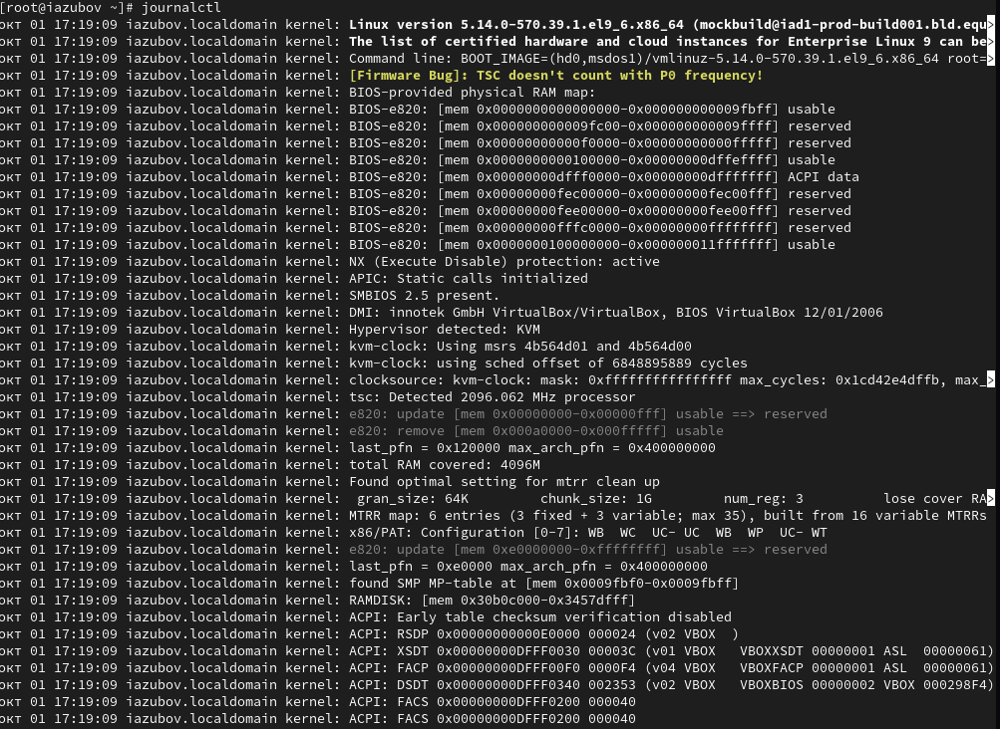 [root@iazubov ~]# journalctl
окт 01 17:19:09 iazubov.localdomain kernel: Linux version 5.14.0-570.39.1.el9_6.x86_64 (mockbuild@iad1-prod-build001.bld.equ>
окт 01 17:19:09 iazubov.localdomain kernel: The list of certified hardware and cloud instances for Enterprise Linux 9 can be>
окт 01 17:19:09 iazubov.localdomain kernel: Command line: BOOT_IMAGE=(hd0,msdos1)/vmlinuz-5.14.0-570.39.1.el9_6.x86_64 root=>
окт 01 17:19:09 iazubov.localdomain kernel: [Firmware Bug]: TSC doesn't count with P0 frequency!
окт 01 17:19:09 iazubov.localdomain kernel: BIOS-provided physical RAM map:
окт 01 17:19:09 iazubov.localdomain kernel: BIOS-e820: [mem 0x0000000000000000-0x000000000009fbff] usable
окт 01 17:19:09 iazubov.localdomain kernel: BIOS-e820: [mem 0x000000000009fc00-0x000000000009ffff] reserved
окт 01 17:19:09 iazubov.localdomain kernel: BIOS-e820: [mem 0x00000000000f0000-0x00000000000fffff] reserved
окт 01 17:19:09 iazubov.localdomain kernel: BIOS-e820: [mem 0x0000000000100000-0x00000000dffeffff] usable
окт 01 17:19:09 iazubov.localdomain kernel: BIOS-e820: [mem 0x00000000dfff0000-0x00000000dfffffff] ACPI data
окт 01 17:19:09 iazubov.localdomain kernel: BIOS-e820: [mem 0x00000000fec00000-0x00000000fec00fff] reserved
окт 01 17:19:09 iazubov.localdomain kernel: BIOS-e820: [mem 0x00000000fee00000-0x00000000fee00fff] reserved
окт 01 17:19:09 iazubov.localdomain kernel: BIOS-e820: [mem 0x00000000fffc0000-0x00000000ffffffff] reserved
окт 01 17:19:09 iazubov.localdomain kernel: BIOS-e820: [mem 0x0000000100000000-0x000000011fffffff] usable
окт 01 17:19:09 iazubov.localdomain kernel: NX (Execute Disable) protection: active
окт 01 17:19:09 iazubov.localdomain kernel: APIC: Static calls initialized
окт 01 17:19:09 iazubov.localdomain kernel: SMBIOS 2.5 present.
окт 01 17:19:09 iazubov.localdomain kernel: DMI: innotek GmbH VirtualBox/VirtualBox, BIOS VirtualBox 12/01/2006
окт 01 17:19:09 iazubov.localdomain kernel: Hypervisor detected: KVM
окт 01 17:19:09 iazubov.localdomain kernel: kvm-clock: Using msrs 4b564d01 and 4b564d00
окт 01 17:19:09 iazubov.localdomain kernel: kvm-clock: using sched offset of 6848895889 cycles
окт 01 17:19:09 iazubov.localdomain kernel: clocksource: kvm-clock: mask: 0xffffffffffffffff max_cycles: 0x1cd42e4dffb, max_>
окт 01 17:19:09 iazubov.localdomain kernel: tsc: Detected 2096.062 MHz processor
окт 01 17:19:09 iazubov.localdomain kernel: e820: update [mem 0x00000000-0x00000fff] usable ==> reserved
окт 01 17:19:09 iazubov.localdomain kernel: e820: remove [mem 0x000a0000-0x000fffff] usable
окт 01 17:19:09 iazubov.localdomain kernel: last_pfn = 0x120000 max_arch_pfn = 0x400000000
окт 01 17:19:09 iazubov.localdomain kernel: total RAM covered: 4096M
окт 01 17:19:09 iazubov.localdomain kernel: Found optimal setting for mtrr clean up
окт 01 17:19:09 iazubov.localdomain kernel:  gran_size: 64K         chunk_size: 1G         num_reg: 3          lose cover RA>
окт 01 17:19:09 iazubov.localdomain kernel: MTRR map: 6 entries (3 fixed + 3 variable; max 35), built from 16 variable MTRRs
окт 01 17:19:09 iazubov.localdomain kernel: x86/PAT: Configuration [0-7]: WB  WC  UC- UC  WB  WP  UC- WT
окт 01 17:19:09 iazubov.localdomain kernel: e820: update [mem 0xe0000000-0xffffffff] usable ==> reserved
окт 01 17:19:09 iazubov.localdomain kernel: last_pfn = 0xe0000 max_arch_pfn = 0x400000000
окт 01 17:19:09 iazubov.localdomain kernel: found SMP MP-table at [mem 0x0009fbf0-0x0009fbff]
окт 01 17:19:09 iazubov.localdomain kernel: RAMDISK: [mem 0x30b0c000-0x3457dfff]
окт 01 17:19:09 iazubov.localdomain kernel: ACPI: Early table checksum verification disabled
окт 01 17:19:09 iazubov.localdomain kernel: ACPI: RSDP 0x00000000000E0000 000024 (v02 VBOX  )
окт 01 17:19:09 iazubov.localdomain kernel: ACPI: XSDT 0x00000000DFFF0030 00003C (v01 VBOX   VBOXXSDT 00000001 ASL  00000061)
окт 01 17:19:09 iazubov.localdomain kernel: ACPI: FACP 0x00000000DFFF00F0 0000F4 (v04 VBOX   VBOXFACP 00000001 ASL  00000061)
окт 01 17:19:09 iazubov.localdomain kernel: ACPI: DSDT 0x00000000DFFF0340 002353 (v02 VBOX   VBOXBIOS 00000002 VBOX 000298F4)
окт 01 17:19:09 iazubov.localdomain kernel: ACPI: FACS 0x00000000DFFF0200 000040
окт 01 17:19:09 iazubov.localdomain kernel: ACPI: FACS 0x00000000DFFF0200 000040